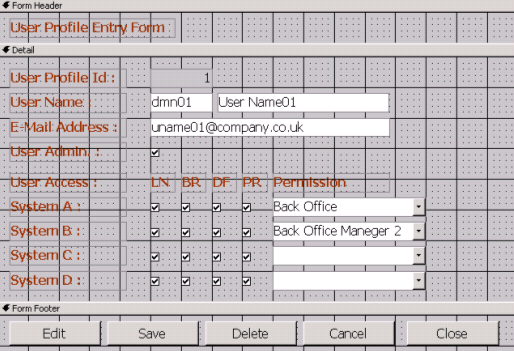 Form Header
User Profile Entry Form
Detail
User Profile Id : 1
User Name : dmn01 User Name01
E-Mail Address : uname01@company.co.uk
User Admin, :
User Access : LN BR DF PR Permission
System A : Back Office
System B : Back Office Maneger 2
System C :
System D :
Form Footer
Edit Save Delete Cancel Close